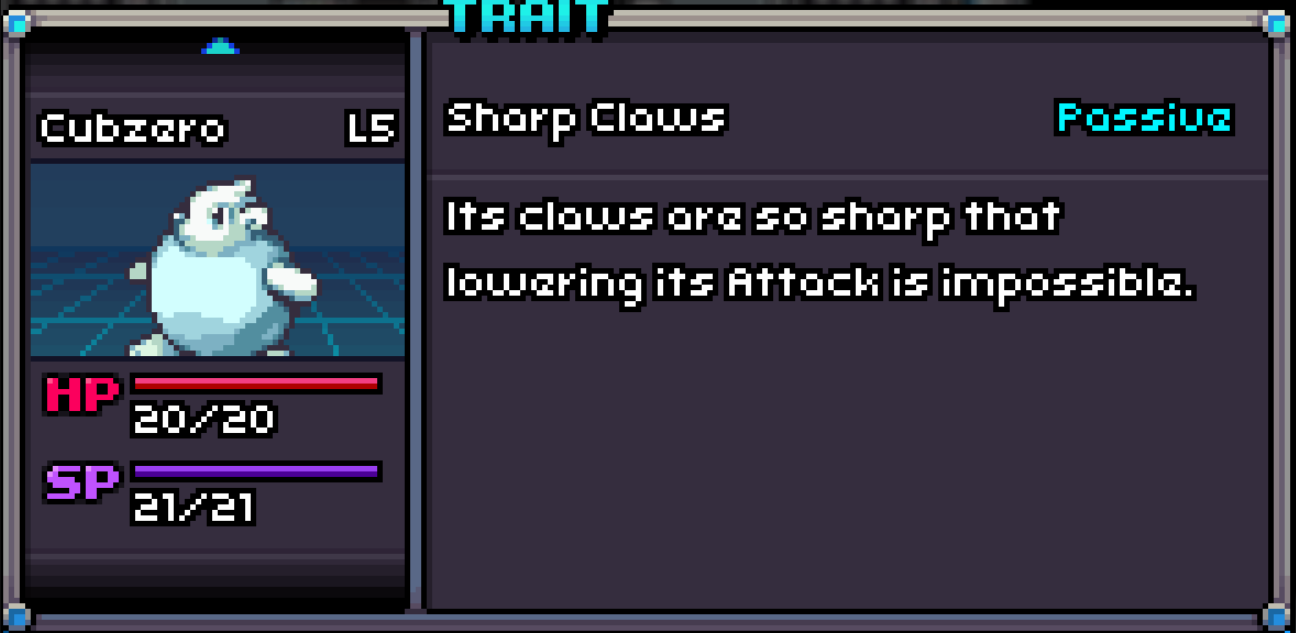 TRAIT
Cubzero L5
Sharp Claws Passive
Its claws are so sharp that
lowering its Attack is impossible.
HP
20/20
SP
21/21